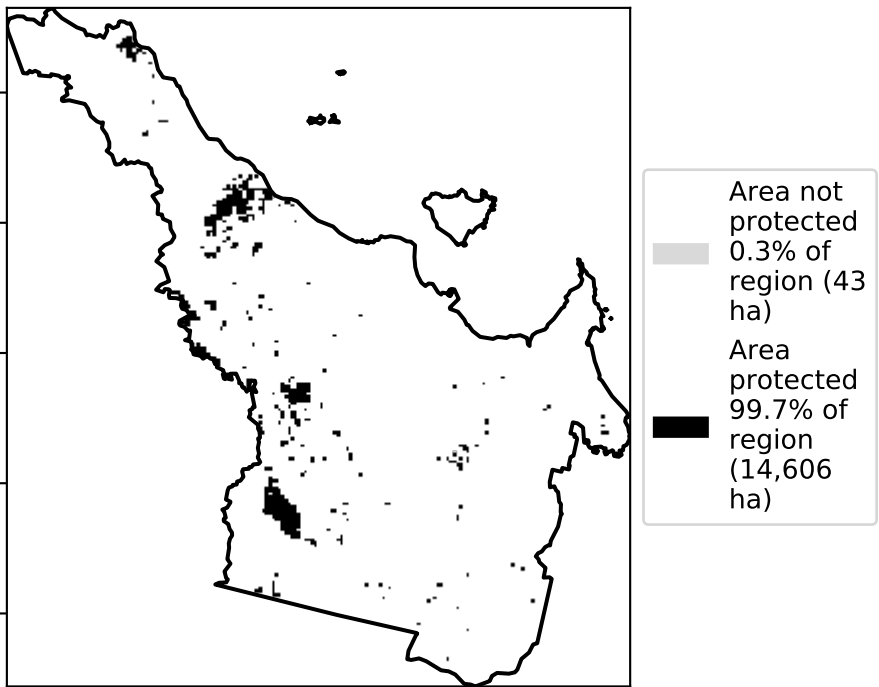 Area not
protected
0.3% of
region (43
ha)
Area
protected
99.7% of
region
(14,606
ha)